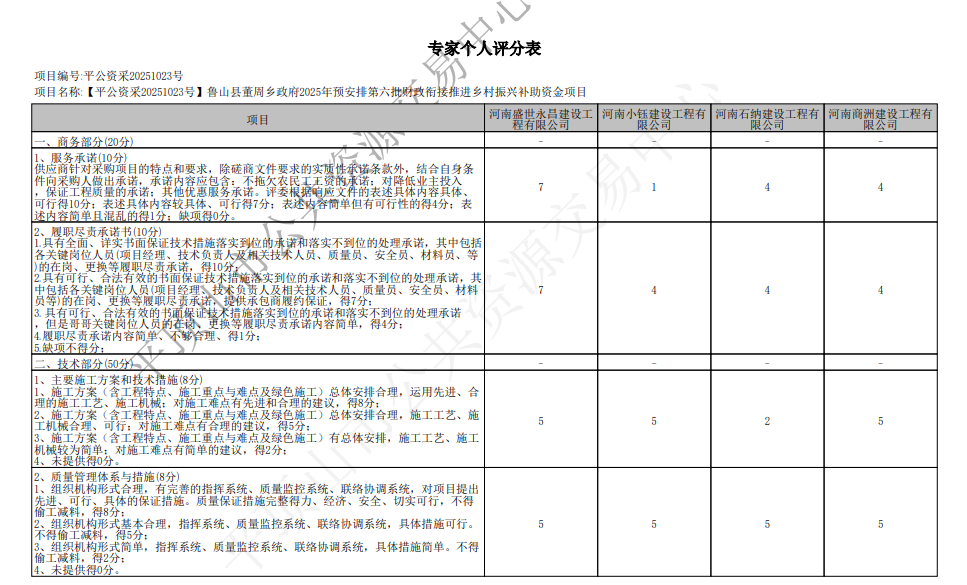 专家个人评分表
项目编号:平公资采20251023号
项目名称:【平公资采20251023号】鲁山县董周乡政府2025年预安排第六批财政衔接推进乡村振兴补助资金项目
项目 河南盛世永昌建设工程有限公司 河南小钰建设工程有限公司 河南石纳建设工程有限公司 河南商洲建设工程有限公司
一、商务部分(20分) - - - -
1、服务承诺(10分)
供应商针对采购项目的特点和要求，除磋商文件要求的实质性承诺条款外，结合自身条
件向采购人做出承诺，承诺内容应包含：不拖欠农民工工资的承诺；对降低业主投入
，保证工程质量的承诺；其他优惠服务承诺。评委根据响应文件的表述具体内容具体、
可行得10分；表述具体内容较具体、可行得7分；表述内容简单但有可行性的得4分；表
述内容简单且混乱的得1分；缺项得0分。
7 1 4 4
2、履职尽责承诺书(10分)
1.具有全面、详实书面保证技术措施落实到位的承诺和落实不到位的处理承诺，其中包括
各关键岗位人员(项目经理、技术负责人及相关技术人员、质量员、安全员、材料员、等
)的在岗、更换等履职尽责承诺，得10分；
2.具有可行、合法有效的书面保证技术措施落实到位的承诺和落实不到位的处理承诺，其
中包括各关键岗位人员(项目经理、技术负责人及相关技术人员、质量员、安全员、材料
员等)的在岗、更换等履职尽责承诺，提供承包商履约保证，得7分；
3.具有可行、合法有效的书面保证技术措施落实到位的承诺和落实不到位的处理承诺
，但是哥哥关键岗位人员的在岗、更换等履职尽责承诺内容简单，得4分；
4.履职尽责承诺内容简单、不够合理、得1分；
5.缺项不得分；
7 4 4 4
二、技术部分(50分) - - - -
1、主要施工方案和技术措施(8分)
1、施工方案（含工程特点、施工重点与难点及绿色施工）总体安排合理，运用先进、合
理的施工工艺、施工机械；对施工难点有先进和合理的建议，得8分；
2、施工方案（含工程特点、施工重点与难点及绿色施工）总体安排合理，施工工艺、施
工机械合理、可行；对施工难点有合理的建议，得5分；
3、施工方案（含工程特点、施工重点与难点及绿色施工）有总体安排，施工工艺、施工
机械较为简单；对施工难点有简单的建议，得2分；
4、未提供得0分。
5 5 2 5
2、质量管理体系与措施(8分)
1、组织机构形式合理，有完善的指挥系统、质量监控系统、联络协调系统，对项目提出
先进、可行、具体的保证措施。质量保证措施完整得力、经济、安全、切实可行，不得
偷工减料，得8分；
2、组织机构形式基本合理，指挥系统、质量监控系统、联络协调系统，具体措施可行。
不得偷工减料，得5分；
3、组织机构形式简单，指挥系统、质量监控系统、联络协调系统，具体措施简单。不得
偷工减料，得2分；
4、未提供得0分。
5 5 5 5
平顶山市公共资源交易中心
平顶山市公共资源交易中心